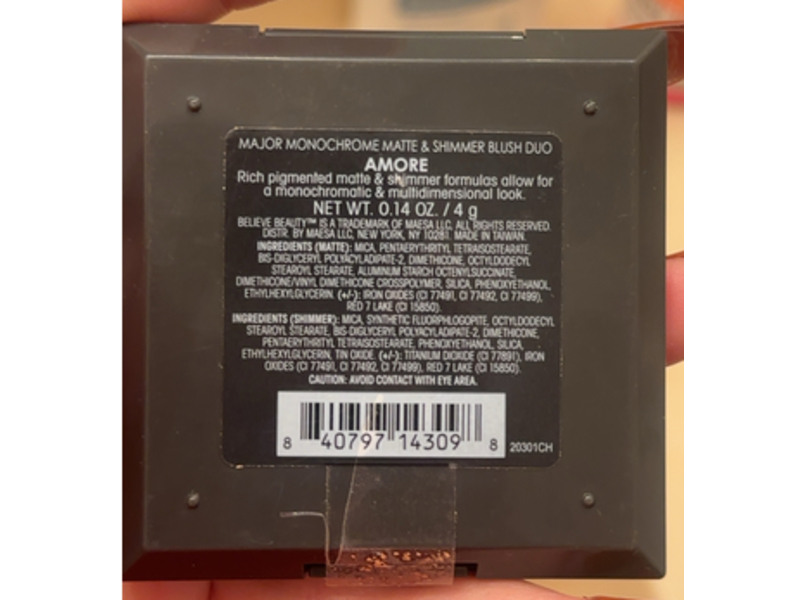 MAJOR MONOCHROME MATTE & SHIMMER BLUSH DUO
AMORE
Rich pigmented matte & shimmer formulas allow for
a monochromatic & multidimensional look.
NET WT. 0.14 OZ. / 4 g
BELIEVE BEAUTY™ IS A TRADEMARK OF MAESA LLC, ALL RIGHTS RESERVED.
DISTR. BY MAESA LLC, NEW YORK, NY 10281. MADE IN TAIWAN.
INGREDIENTS (MATTE): MICA, PENTAERYTHRITYL TETRAISOSTEARATE,
BIS-DIGLYCERYL POLYACYLADIPATE-2, DIMETHICONE, OCTYLDODECYL
STEAROYL STEARATE, ALUMINUM STARCH OCTENYLSUCCINATE,
DIMETHICONE/VINYL DIMETHICONE CROSSPOLYMER, SILICA, PHENOXYETHANOL,
ETHYLHEXYLGLYCERIN. (+/-): IRON OXIDES (CI 77491, CI 77492, CI 77499),
RED 7 LAKE (CI 15850).
INGREDIENTS (SHIMMER): MICA, SYNTHETIC FLUORPHLOGOPITE, OCTYLDODECYL
STEAROYL STEARATE, BIS-DIGLYCERYL POLYACYLADIPATE-2, DIMETHICONE,
PENTAERYTHRITYL TETRAISOSTEARATE, PHENOXYETHANOL, SILICA,
ETHYLHEXYLGLYCERIN, TIN OXIDE. (+/-): TITANIUM DIOXIDE (CI 77891), IRON
OXIDES (CI 77491, CI 77492, CI 77499), RED 7 LAKE (CI 15850).
CAUTION: AVOID CONTACT WITH EYE AREA.
8 40797 14309 8 20301CH